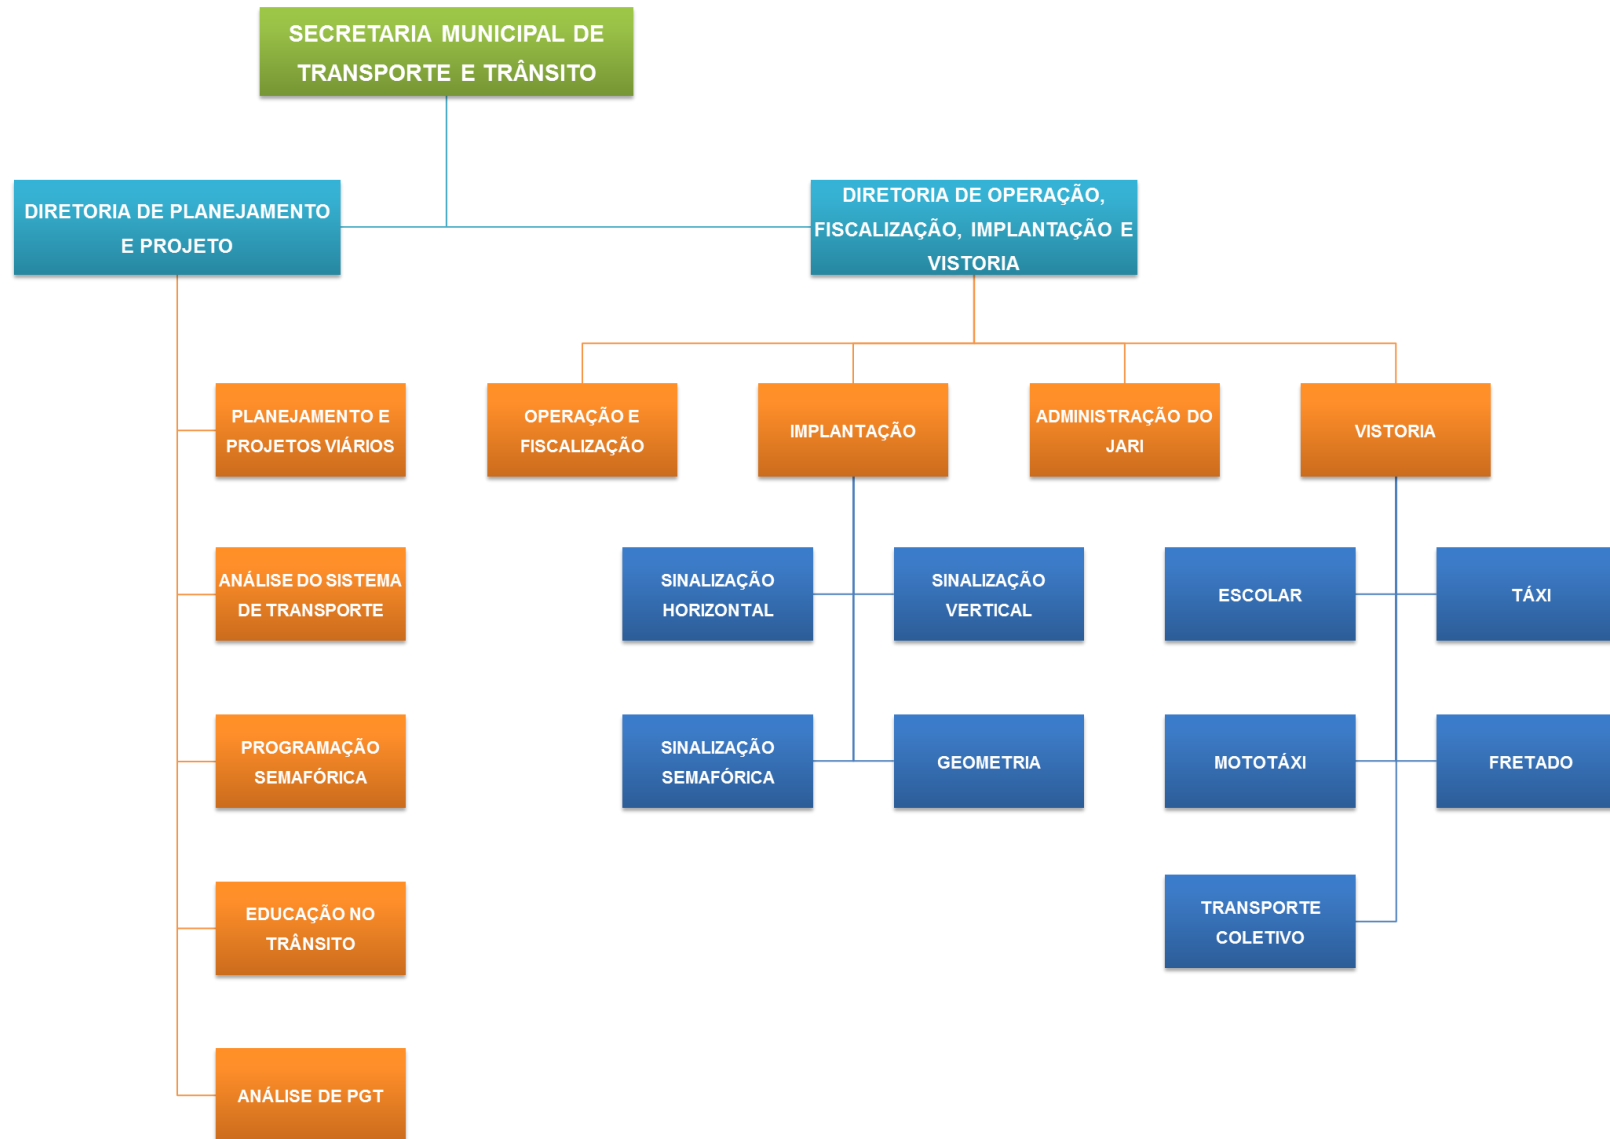 SECRETARIA MUNICIPAL DE
TRANSPORTE E TRÂNSITO
DIRETORIA DE PLANEJAMENTO
E PROJETO
DIRETORIA DE OPERAÇÃO,
FISCALIZAÇÃO, IMPLANTAÇÃO E
VISTORIA
PLANEJAMENTO E
PROJETOS VIÁRIOS
OPERAÇÃO E
FISCALIZAÇÃO
IMPLANTAÇÃO
ADMINISTRAÇÃO DO
JARI
VISTORIA
ANÁLISE DO SISTEMA
DE TRANSPORTE
SINALIZAÇÃO
HORIZONTAL
SINALIZAÇÃO
VERTICAL
ESCOLAR
TÁXI
PROGRAMAÇÃO
SEMAFÓRICA
SINALIZAÇÃO
SEMAFÓRICA
GEOMETRIA
MOTOTÁXI
FRETADO
EDUCAÇÃO NO
TRÂNSITO
TRANSPORTE
COLETIVO
ANÁLISE DE PGT